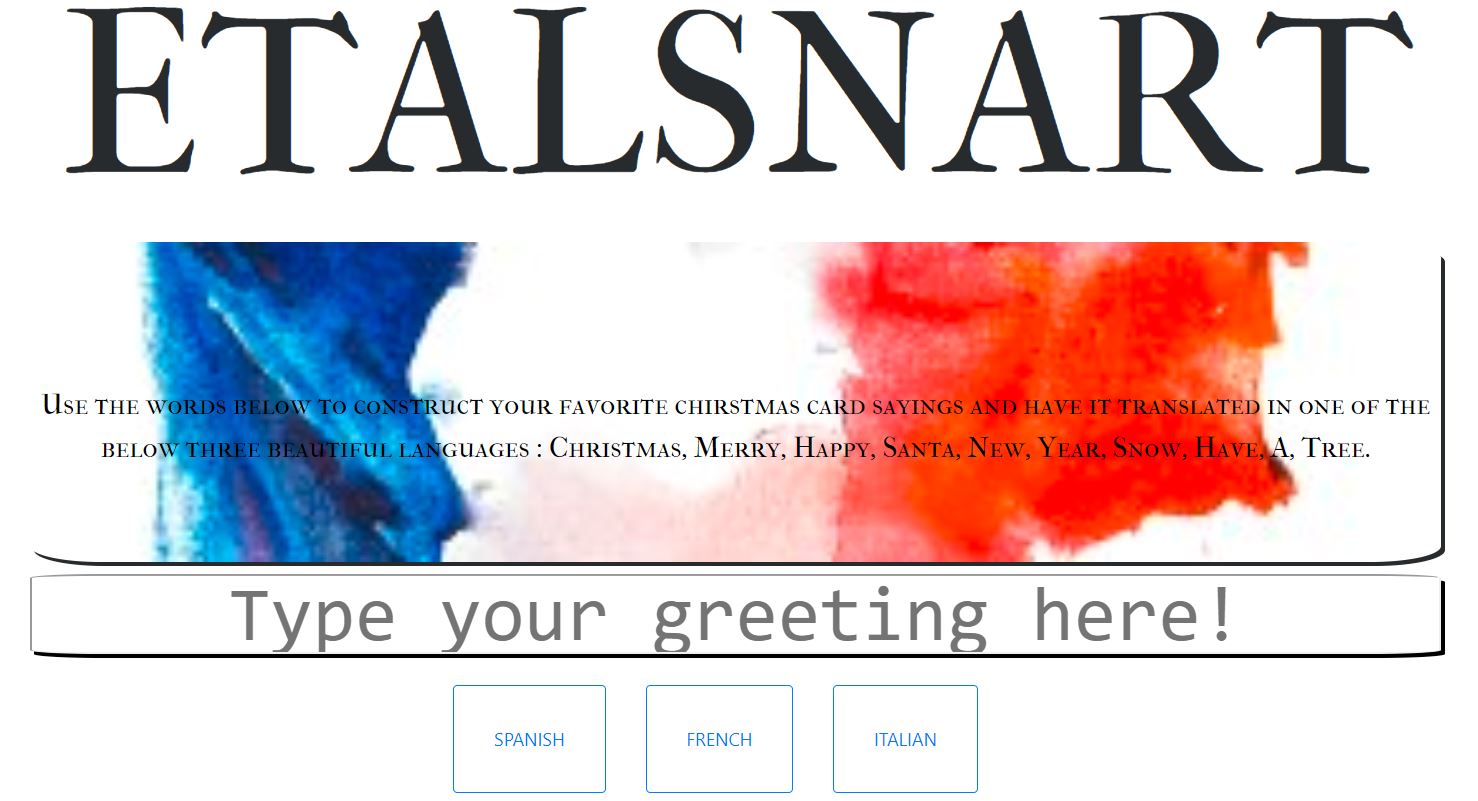 ETALSNART
Use the words below to construct your favorite chirstmas card sayings and have it translated in one of the
below three beautiful languages : Christmas, Merry, Happy, Santa, New, Year, Snow, Have, A, Tree.
Type your greeting here!
SPANISH FRENCH ITALIAN